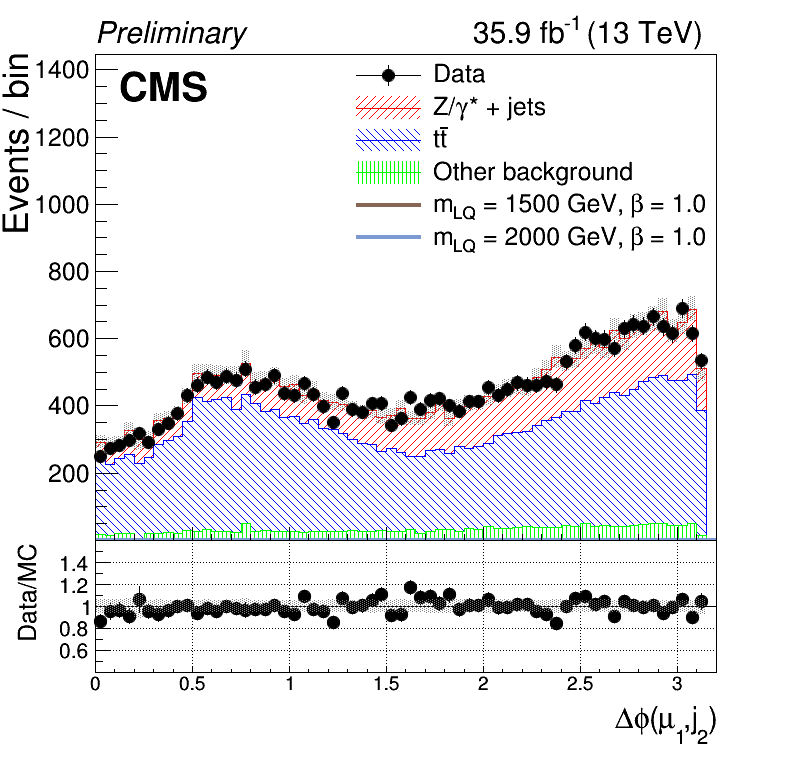 Preliminary 35.9 fb⁻¹ (13 TeV)
CMS
Events / bin
1400
1200
1000
800
600
400
200
Data
Z/γ* + jets
tt̄
Other background
m_LQ = 1500 GeV, β = 1.0
m_LQ = 2000 GeV, β = 1.0
Data/MC
1.4
1.2
1
0.8
0.6
0 0.5 1 1.5 2 2.5 3
Δϕ(μ₁,j₂)